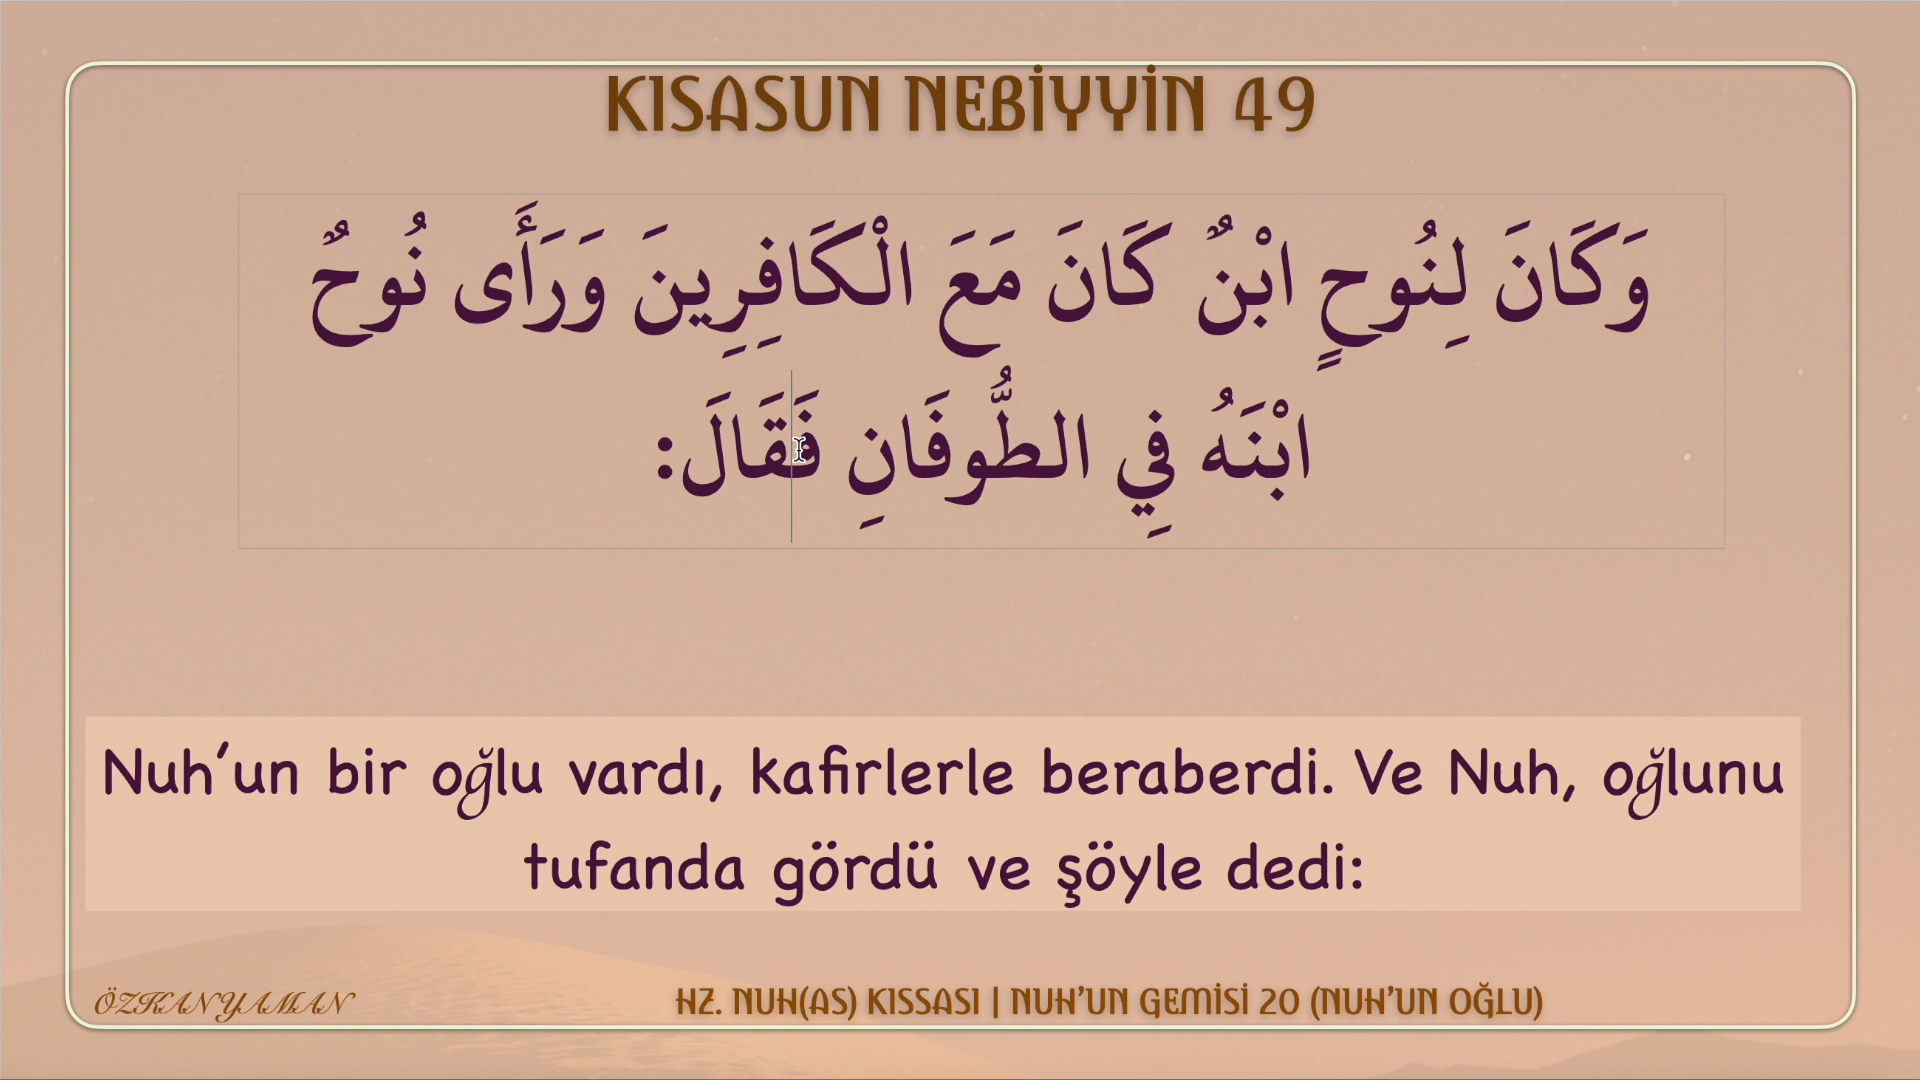 KISASUN NEBİYYİN 49
وَكَانَ لِنُوحٍ ابْنٌ كَانَ مَعَ الْكَافِرِينَ وَرَأَى نُوحٌ
ابْنَهُ فِي الطُّوفَانِ فَقَالَ:
Nuh'un bir oğlu vardı, kafirlerle beraberdi. Ve Nuh, oğlunu
tufanda gördü ve şöyle dedi:
ÖZKAN YAMAN
HZ. NUH(AS) KISSASI | NUH'UN GEMİSİ 20 (NUH'UN OĞLU)